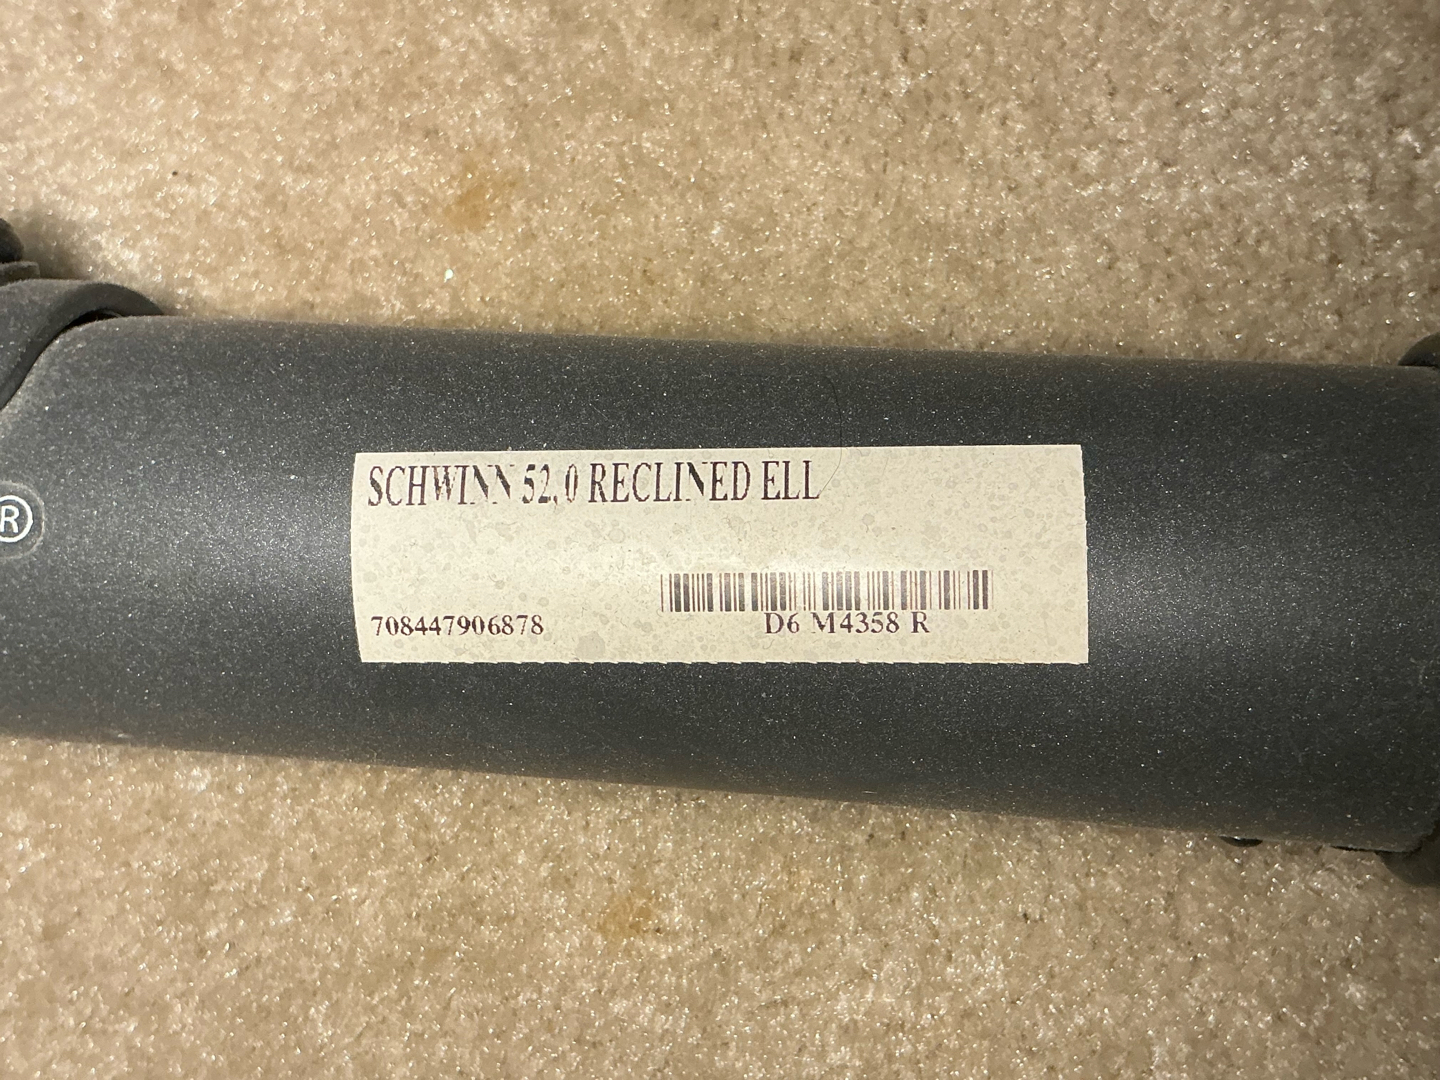 SCHWINN 52.0 RECLINED ELL
708447906878
D6 M4358 R
®